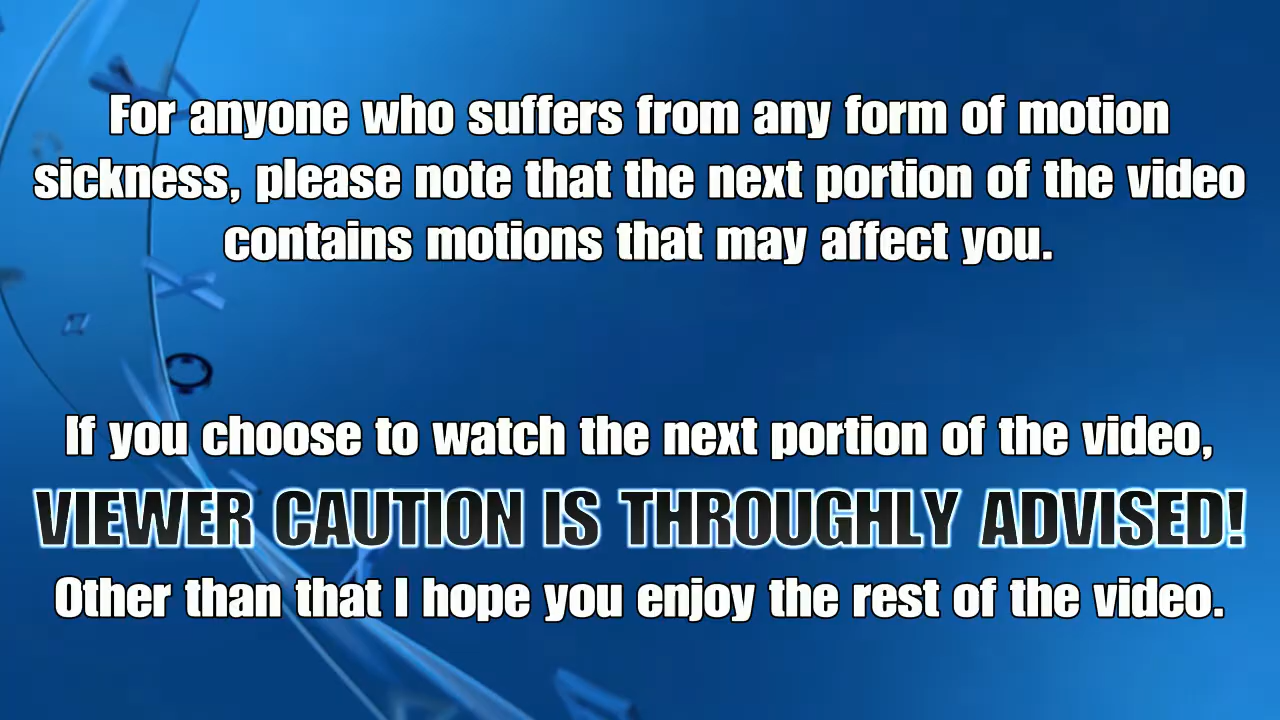 For anyone who suffers from any form of motion
sickness, please note that the next portion of the video
contains motions that may affect you.
If you choose to watch the next portion of the video,
VIEWER CAUTION IS THROUGHLY ADVISED!
Other than that I hope you enjoy the rest of the video.